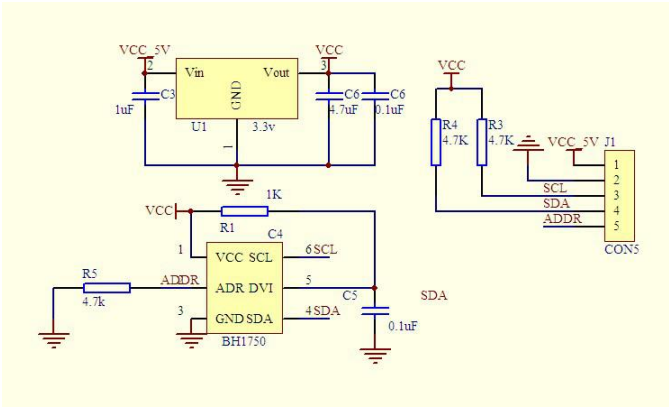 VCC_5V
VCC
2
3
Vin
Vout
GND
C3
1uF
C6
4.7uF
C6
0.1uF
U1
3.3v
1
VCC
R4
4.7K
R3
4.7K
VCC_5V
J1
1
2
SCL
3
SDA
4
ADDR
5
CON5
VCC
1K
R1
C4
1
VCC SCL
6 SCL
R5
4.7k
ADDR
2
ADR DVI
5
C5
0.1uF
SDA
3
GND SDA
4 SDA
BH1750